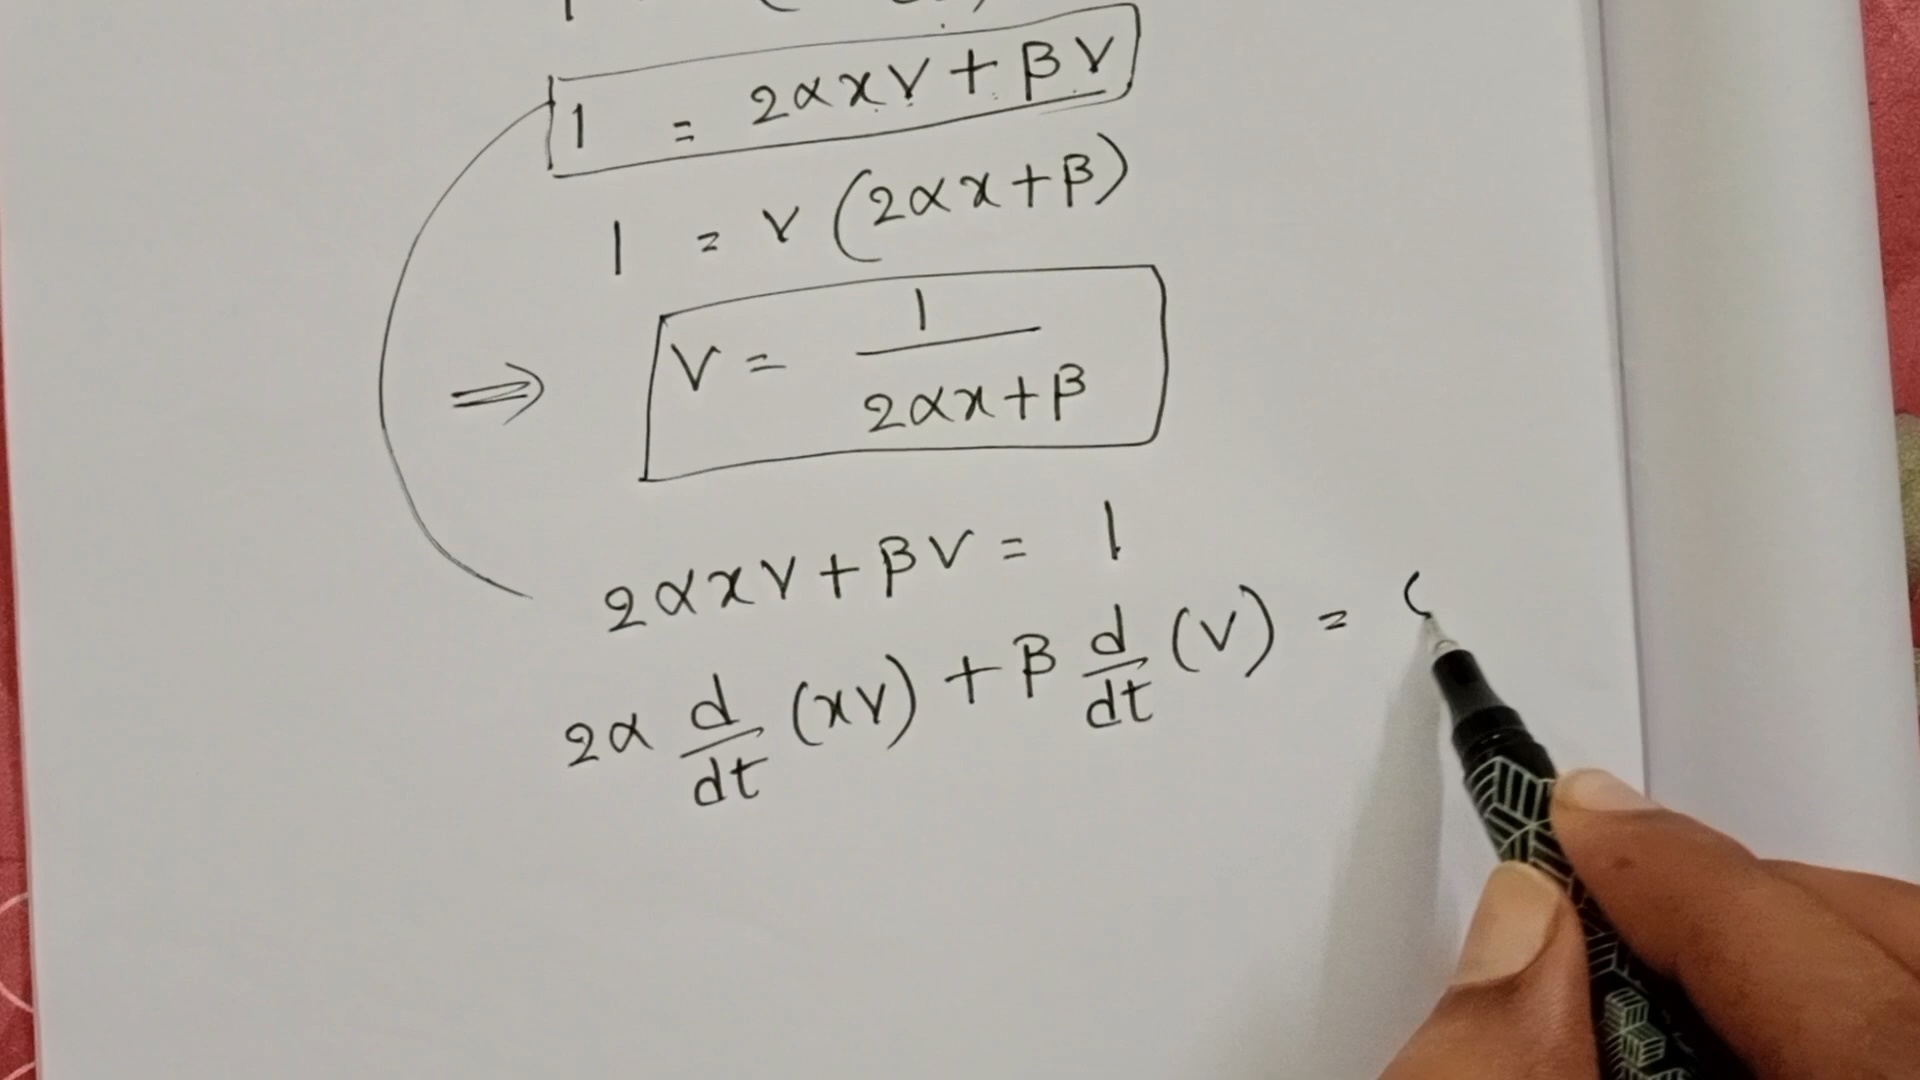 1 = 2αxv + βv
1 = v (2αx+β)
⇒ v = 1 / (2αx+β)
2αxv + βv = 1
2α d/dt (xv) + β d/dt (v) =